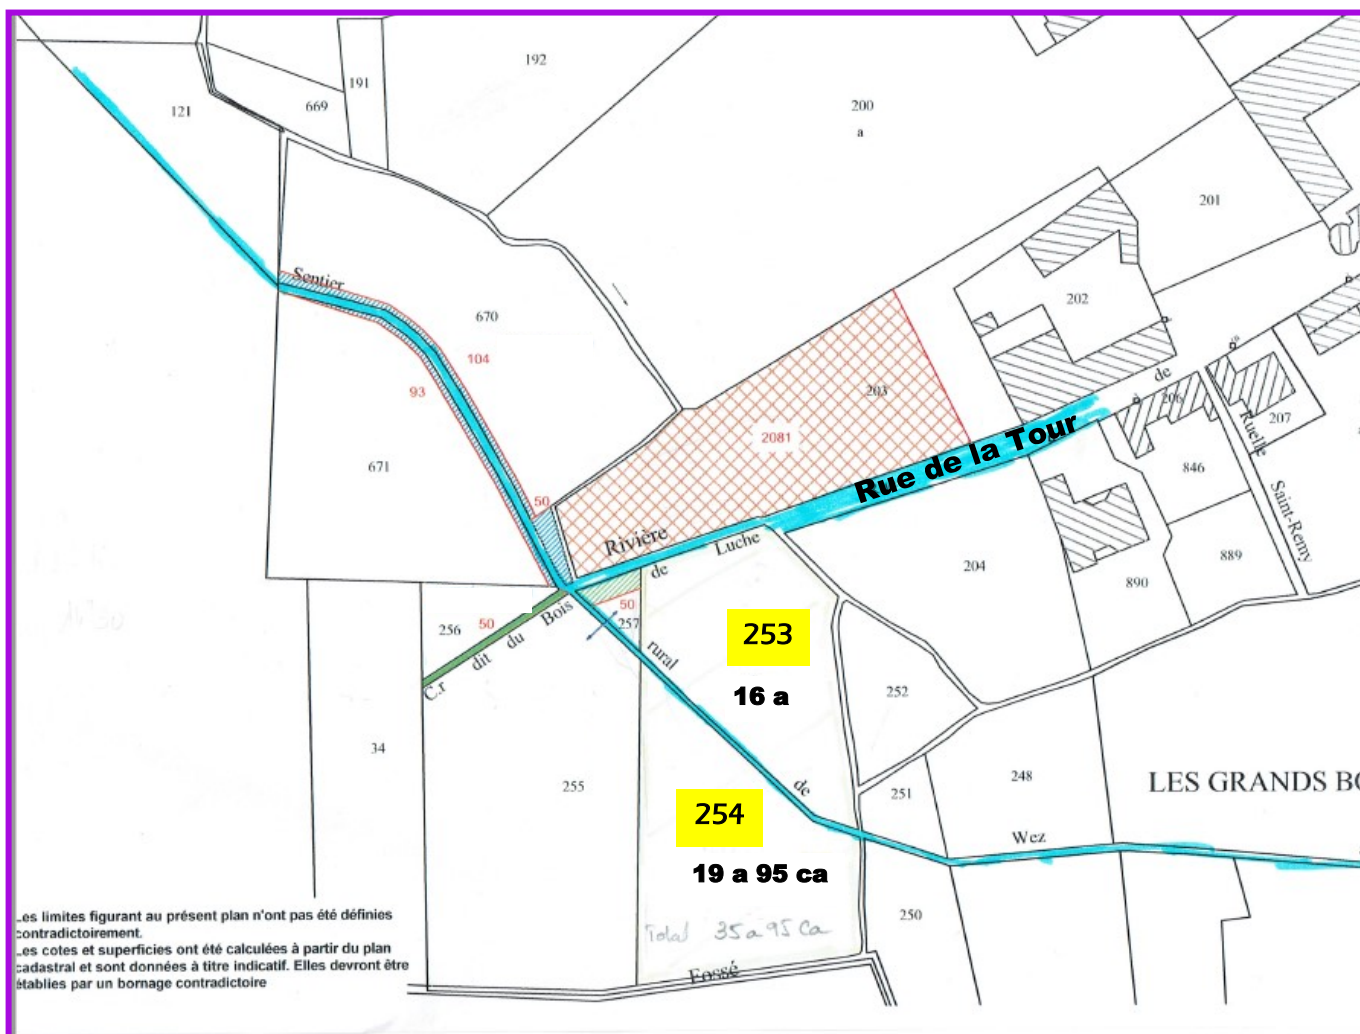 192
191
669
121
200
a
201
202
Sentier
670
104
93
203
2081
de
206
207
Ruelle
Saint-Remy
Rue de la Tour
671
846
50
Rivière
de
Luche
204
889
890
256
50
C.r
dit
du
Bois
50
257
rural
253
16 a
252
34
255
de
254
19 a 95 ca
251
248
Wez
LES GRANDS BO
250
Total 35 a 95 Ca
Fossé
Les limites figurant au présent plan n'ont pas été définies
contradictoirement.
Les cotes et superficies ont été calculées à partir du plan
cadastral et sont données à titre indicatif. Elles devront être
établies par un bornage contradictoire